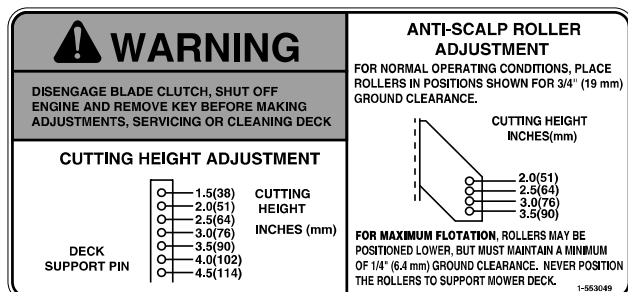 WARNING
DISENGAGE BLADE CLUTCH, SHUT OFF
ENGINE AND REMOVE KEY BEFORE MAKING
ADJUSTMENTS, SERVICING OR CLEANING DECK
CUTTING HEIGHT ADJUSTMENT
1.5(38)
2.0(51)
2.5(64)
3.0(76)
3.5(90)
4.0(102)
4.5(114)
CUTTING
HEIGHT
INCHES (mm)
DECK
SUPPORT PIN
ANTI-SCALP ROLLER
ADJUSTMENT
FOR NORMAL OPERATING CONDITIONS, PLACE
ROLLERS IN POSITIONS SHOWN FOR 3/4" (19 mm)
GROUND CLEARANCE.
CUTTING HEIGHT
INCHES(mm)
2.0(51)
2.5(64)
3.0(76)
3.5(90)
FOR MAXIMUM FLOTATION, ROLLERS MAY BE
POSITIONED LOWER, BUT MUST MAINTAIN A MINIMUM
OF 1/4" (6.4 mm) GROUND CLEARANCE. NEVER POSITION
THE ROLLERS TO SUPPORT MOWER DECK.
1-553049